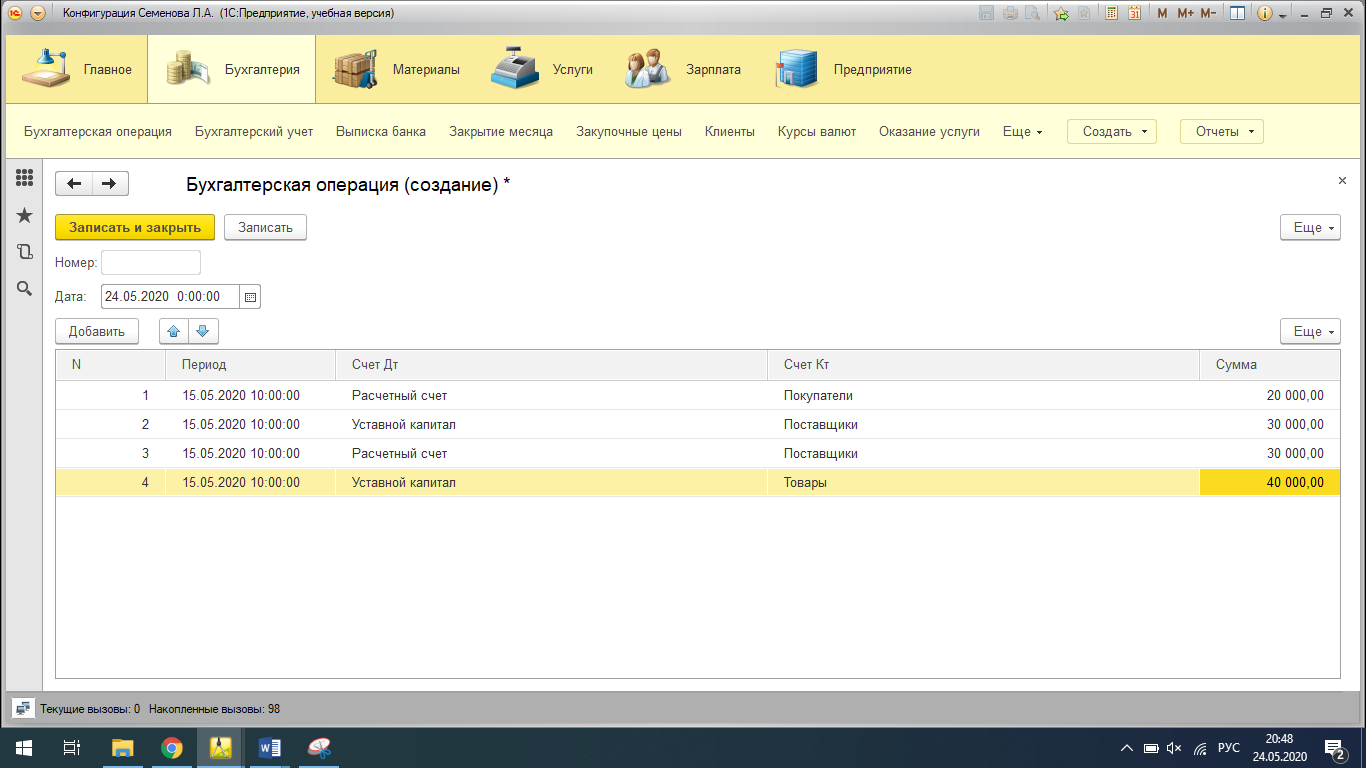 Конфигурация Семенова Л.А. (1С:Предприятие, учебная версия)
M M+ M-
Главное Бухгалтерия Материалы Услуги Зарплата Предприятие
Бухгалтерская операция Бухгалтерский учет Выписка банка Закрытие месяца Закупочные цены Клиенты Курсы валют Оказание услуги Еще Создать Отчеты
Бухгалтерская операция (создание) *
Записать и закрыть Записать Еще
Номер:
Дата: 24.05.2020 0:00:00
Добавить Еще
N Период Счет Дт Счет Кт Сумма
1 15.05.2020 10:00:00 Расчетный счет Покупатели 20 000,00
2 15.05.2020 10:00:00 Уставной капитал Поставщики 30 000,00
3 15.05.2020 10:00:00 Расчетный счет Поставщики 30 000,00
4 15.05.2020 10:00:00 Уставной капитал Товары 40 000,00
Текущие вызовы: 0 Накопленные вызовы: 98
РУС 20:48
24.05.2020 2